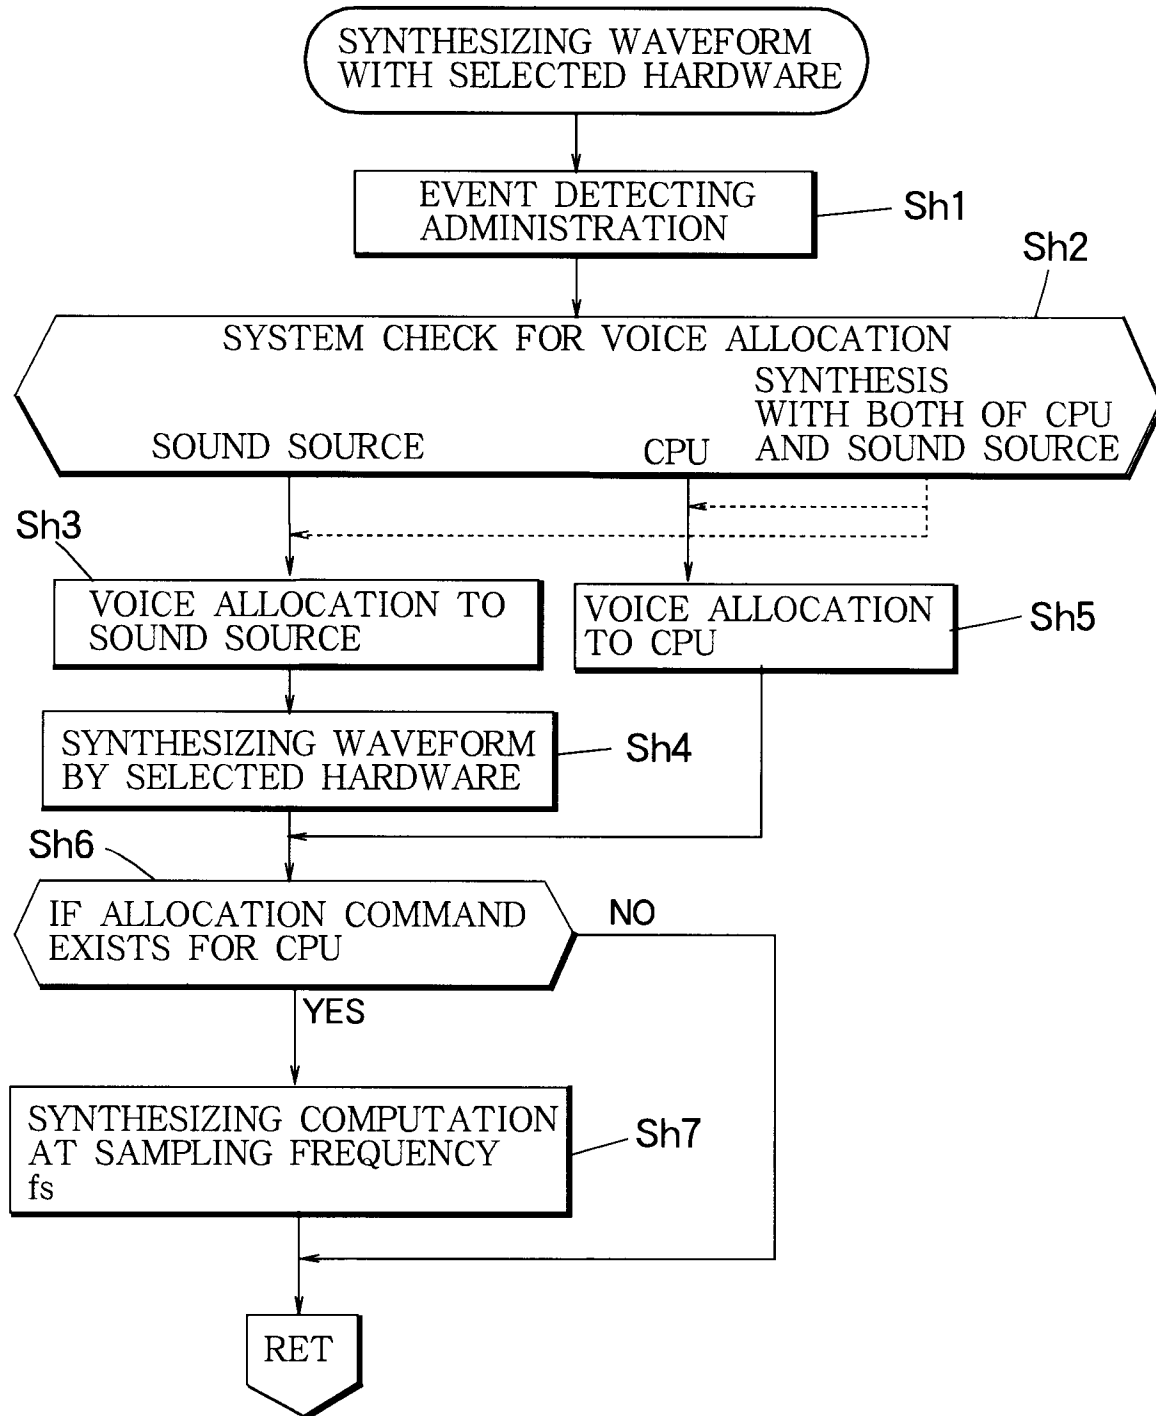 SYNTHESIZING WAVEFORM
WITH SELECTED HARDWARE
EVENT DETECTING
ADMINISTRATION
Sh1
Sh2
SYSTEM CHECK FOR VOICE ALLOCATION
SOUND SOURCE
CPU
SYNTHESIS
WITH BOTH OF CPU
AND SOUND SOURCE
Sh3
VOICE ALLOCATION TO
SOUND SOURCE
VOICE ALLOCATION
TO CPU
Sh5
SYNTHESIZING WAVEFORM
BY SELECTED HARDWARE
Sh4
Sh6
IF ALLOCATION COMMAND
EXISTS FOR CPU
NO
YES
SYNTHESIZING COMPUTATION
AT SAMPLING FREQUENCY
fs
Sh7
RET